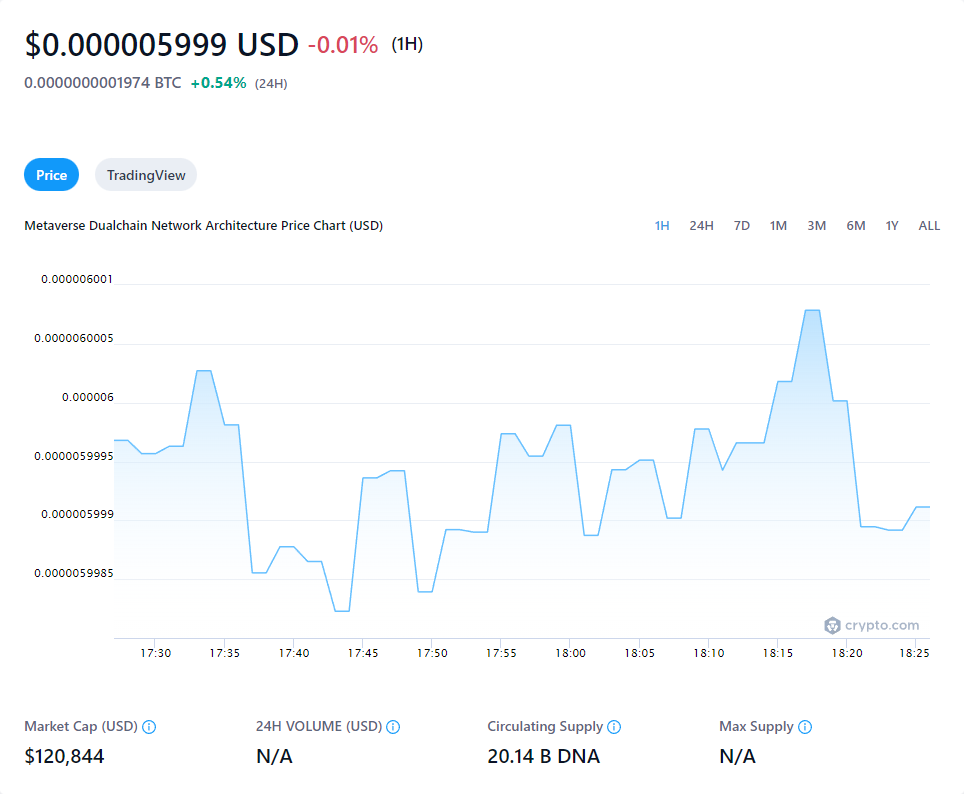 $0.000005999 USD -0.01% (1H)
0.0000000001974 BTC +0.54% (24H)
Price TradingView
Metaverse Dualchain Network Architecture Price Chart (USD) 1H 24H 7D 1M 3M 6M 1Y ALL
0.000006001
0.0000060005
0.000006
0.0000059995
0.000005999
0.0000059985
crypto.com
17:30 17:35 17:40 17:45 17:50 17:55 18:00 18:05 18:10 18:15 18:20 18:25
Market Cap (USD) 24H VOLUME (USD) Circulating Supply Max Supply
$120,844 N/A 20.14 B DNA N/A